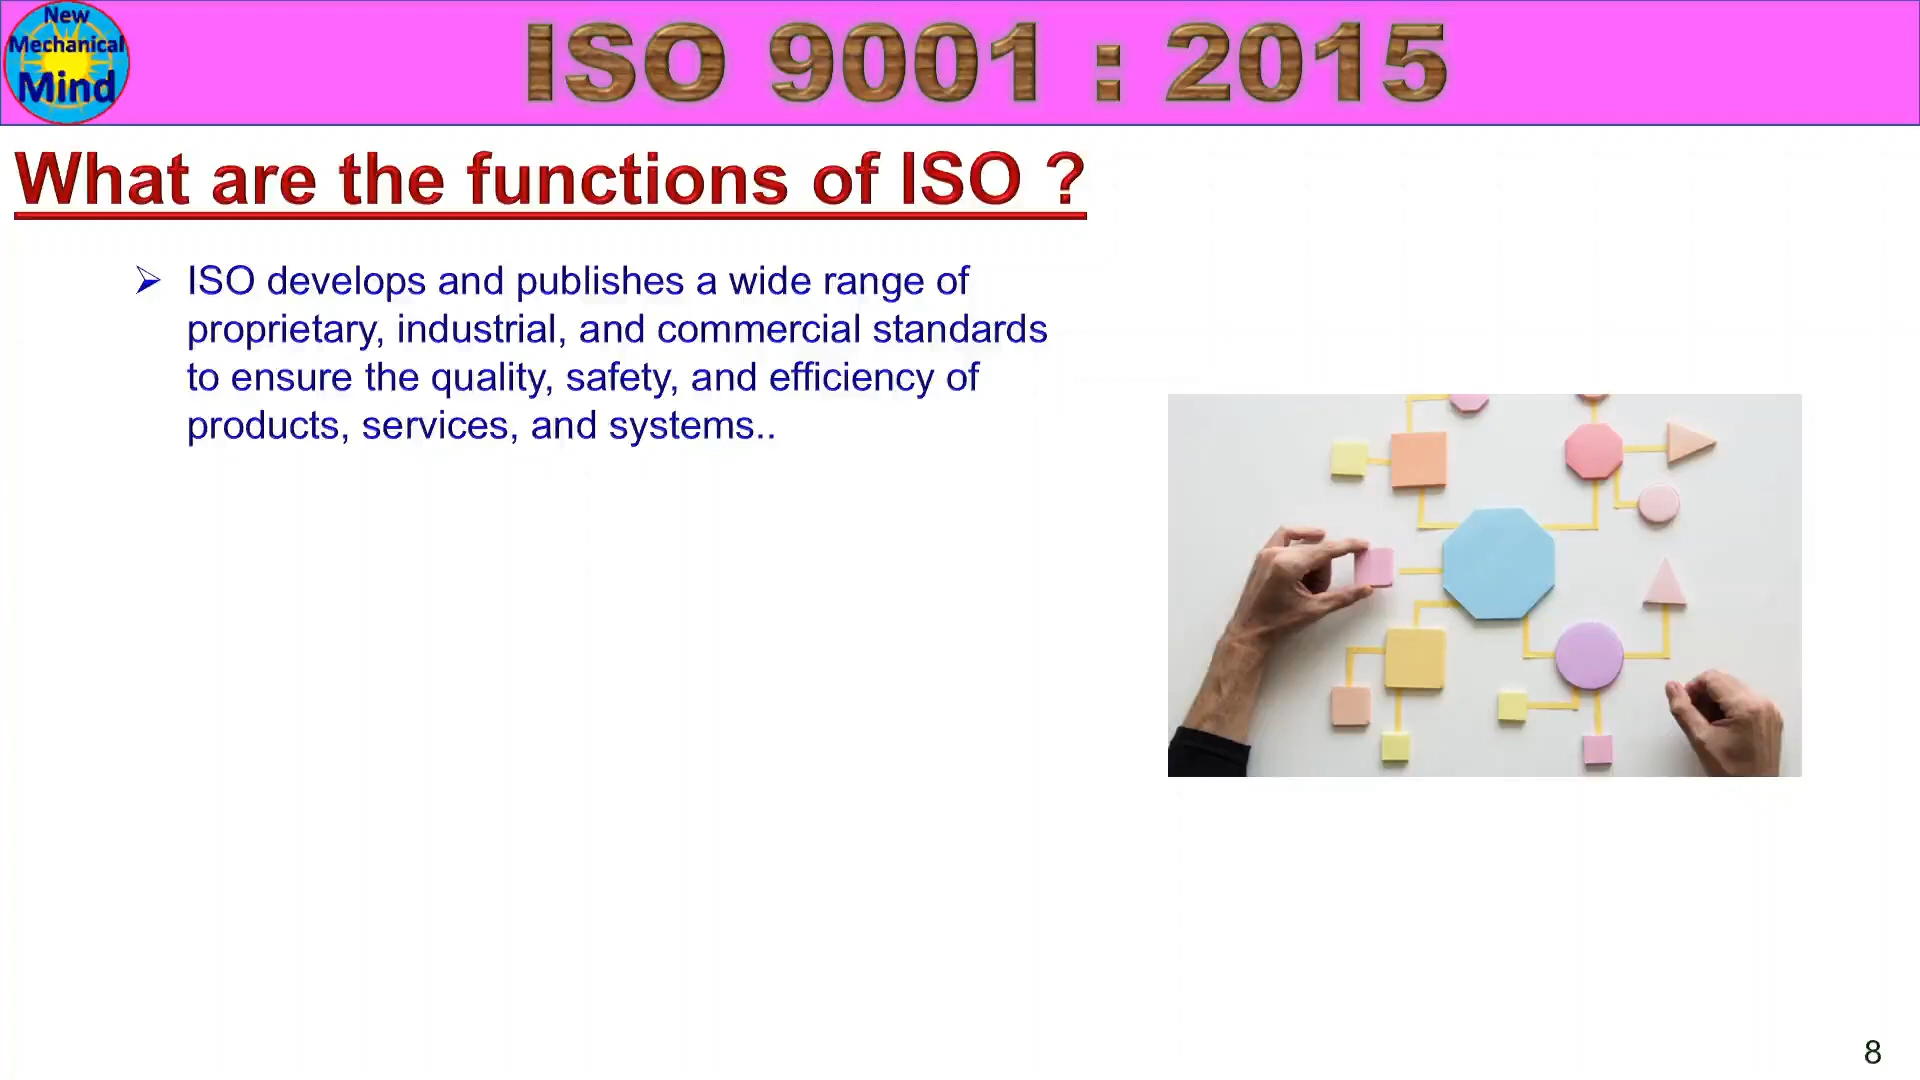 New
Mechanical
Mind
ISO 9001 : 2015
What are the functions of ISO ?
ISO develops and publishes a wide range of
proprietary, industrial, and commercial standards
to ensure the quality, safety, and efficiency of
products, services, and systems..
8